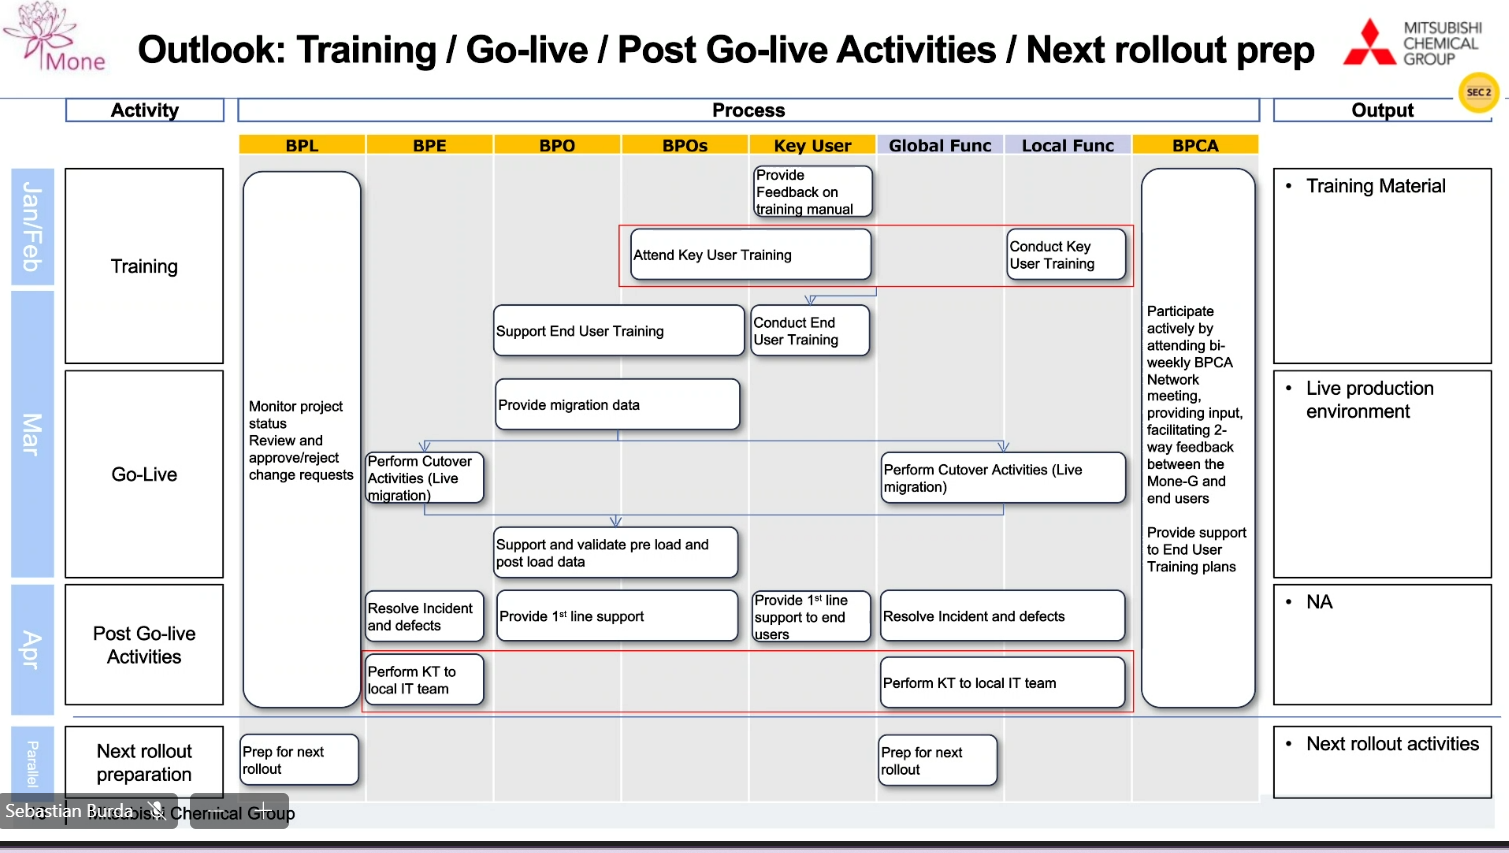 Mone
Outlook: Training / Go-live / Post Go-live Activities / Next rollout prep
MITSUBISHI
CHEMICAL
GROUP
SEC 2
Activity
Process
Output
BPL
BPE
BPO
BPOs
Key User
Global Func
Local Func
BPCA
Jan/Feb
Training
Provide
Feedback on
training manual
Attend Key User Training
Conduct Key
User Training
Support End User Training
Conduct End
User Training
• Training Material
Monitor project
status
Review and
approve/reject
change requests
Participate
actively by
attending bi-
weekly BPCA
Network
meeting,
providing input,
facilitating 2-
way feedback
between the
Mone-G and
end users
Provide support
to End User
Training plans
Mar
Go-Live
Provide migration data
Perform Cutover
Activities (Live
migration)
Perform Cutover Activities (Live
migration)
Support and validate pre load and
post load data
• Live production
environment
Apr
Post Go-live
Activities
Resolve Incident
and defects
Provide 1st line support
Provide 1st line
support to end
users
Resolve Incident and defects
Perform KT to
local IT team
Perform KT to local IT team
• NA
Parallel
Next rollout
preparation
Prep for next
rollout
Prep for next
rollout
• Next rollout activities
Sebastian Burda
Mitsubishi Chemical Group